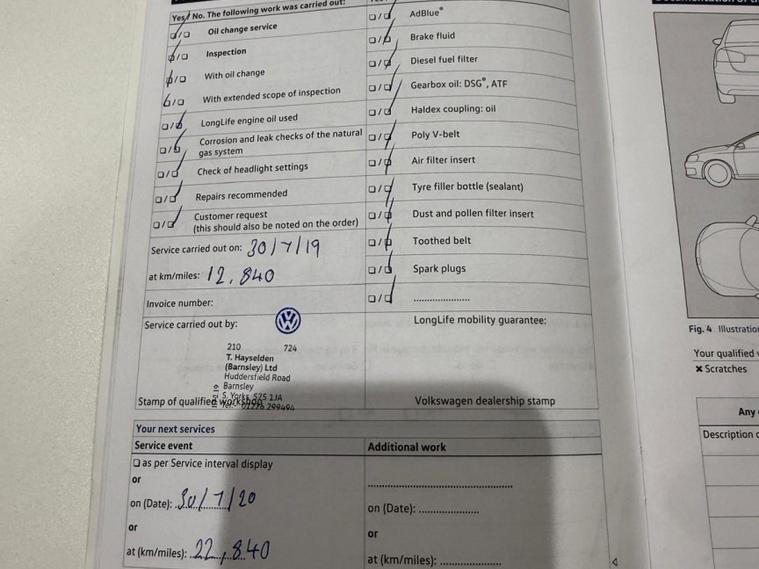 Yes/ No. The following work was carried out:
Oil change service
Inspection
With oil change
With extended scope of inspection
LongLife engine oil used
Corrosion and leak checks of the natural
gas system
Check of headlight settings
Repairs recommended
Customer request
(this should also be noted on the order)
Service carried out on: 30/7/19
at km/miles: 12,840
Invoice number:
Service carried out by:
210 724
T. Hayselden
(Barnsley) Ltd
Huddersfield Road
Barnsley
S. Yorks, S75 1JA
Tel: 01226 299494
Stamp of qualified workshop
AdBlue®
Brake fluid
Diesel fuel filter
Gearbox oil: DSG®, ATF
Haldex coupling: oil
Poly V-belt
Air filter insert
Tyre filler bottle (sealant)
Dust and pollen filter insert
Toothed belt
Spark plugs
LongLife mobility guarantee:
Volkswagen dealership stamp
Your next services
Service event
as per Service interval display
or
on (Date): 30/7/20
or
at (km/miles): 22,840
Additional work
on (Date):
or
at (km/miles):
Fig. 4 Illustratio
Your qualified
x Scratches
Any
Description